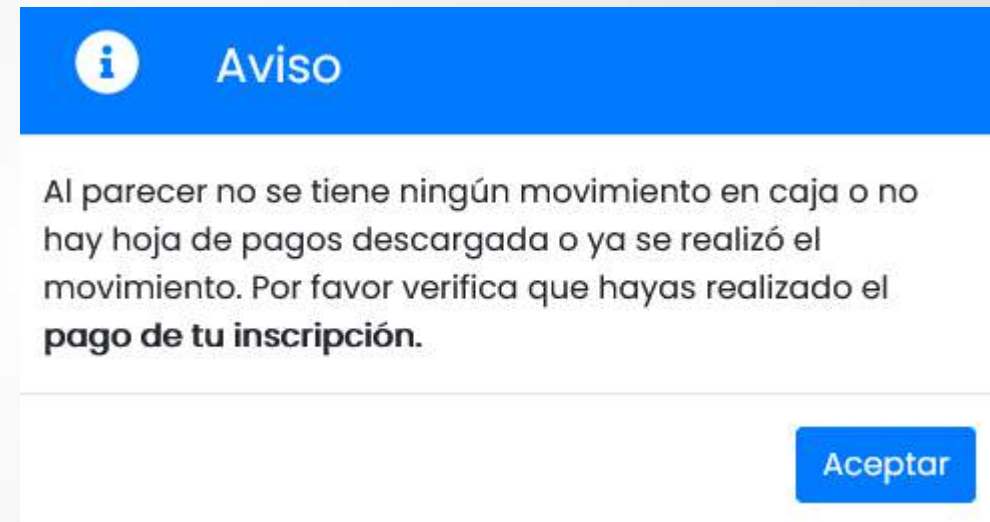 Aviso
Al parecer no se tiene ningún movimiento en caja o no
hay hoja de pagos descargada o ya se realizó el
movimiento. Por favor verifica que hayas realizado el
pago de tu inscripción.
Aceptar